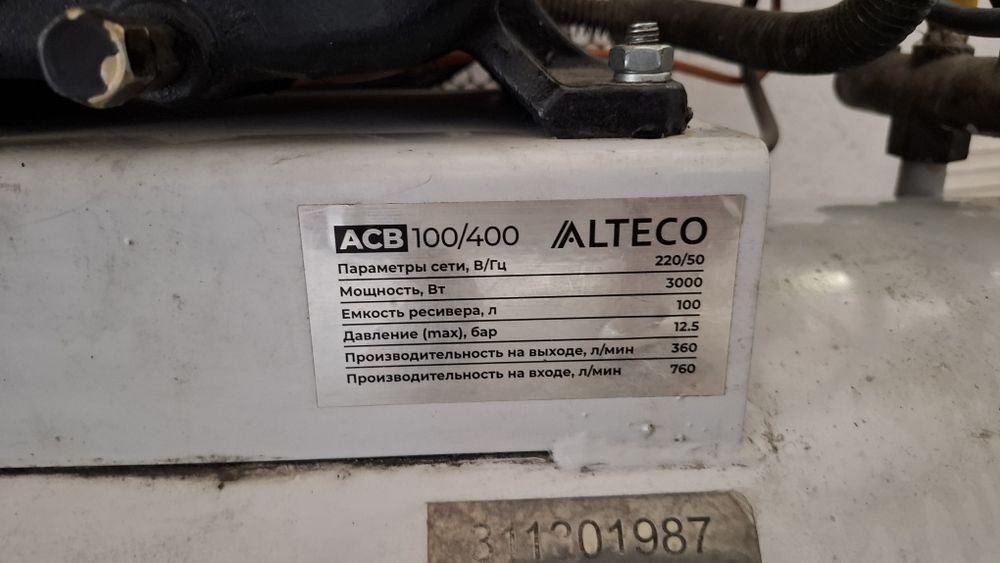 ACB 100/400 ALTECO
Параметры сети, В/Гц 220/50
Мощность, Вт 3000
Емкость ресивера, л 100
Давление (max), бар 12.5
Производительность на выходе, л/мин 360
Производительность на входе, л/мин 760
311301987